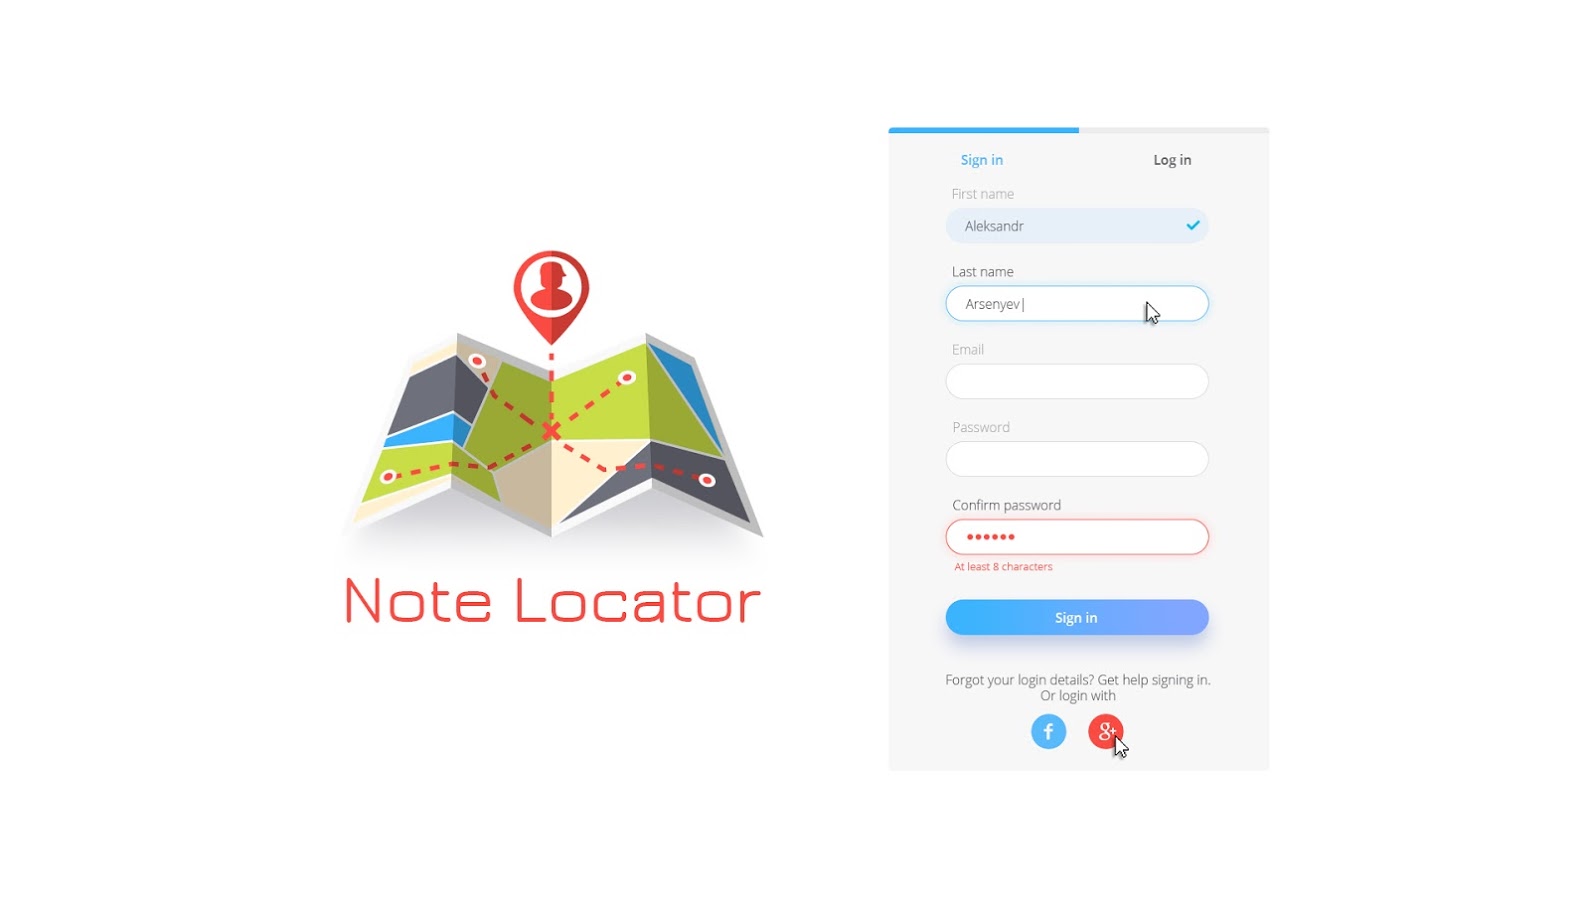 Note Locator
Sign in
Log in
First name
Aleksandr
Last name
Arsenyev
Email
Password
Confirm password
At least 8 characters
Sign in
Forgot your login details? Get help signing in.
Or login with
f
g+